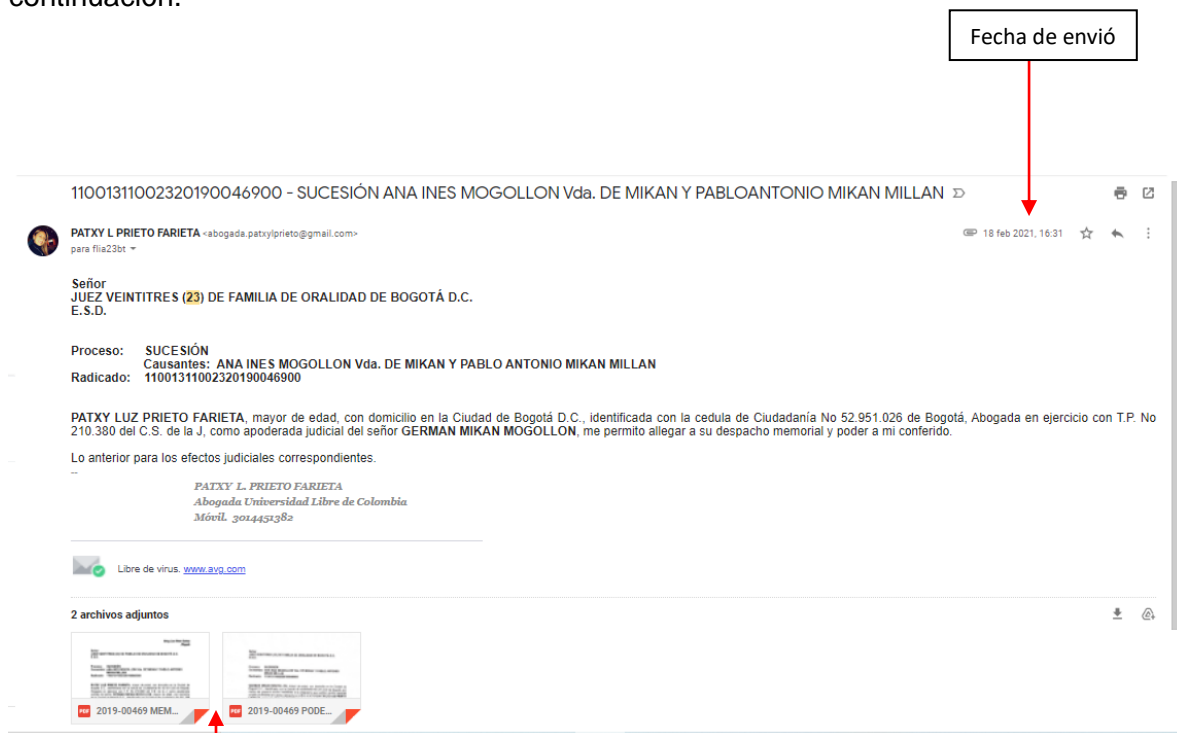 continuación.
Fecha de envió
11001311002320190046900 - SUCESIÓN ANA INES MOGOLLON Vda. DE MIKAN Y PABLOANTONIO MIKAN MILLAN
PATXY L PRIETO FARIETA <abogada.patxylprieto@gmail.com>
18 feb 2021, 16:31
para flia23bt
Señor
JUEZ VEINTITRES (23) DE FAMILIA DE ORALIDAD DE BOGOTÁ D.C.
E.S.D.
Proceso: SUCESIÓN
Causantes: ANA INES MOGOLLON Vda. DE MIKAN Y PABLO ANTONIO MIKAN MILLAN
Radicado: 11001311002320190046900
PATXY LUZ PRIETO FARIETA, mayor de edad, con domicilio en la Ciudad de Bogotá D.C., identificada con la cedula de Ciudadanía No 52.951.026 de Bogotá, Abogada en ejercicio con T.P. No
210.380 del C.S. de la J, como apoderada judicial del señor GERMAN MIKAN MOGOLLON, me permito allegar a su despacho memorial y poder a mi conferido.
Lo anterior para los efectos judiciales correspondientes.
--
PATXY L. PRIETO FARIETA
Abogada Universidad Libre de Colombia
Móvil. 3014451382
Libre de virus. www.avg.com
2 archivos adjuntos
PDF 2019-00469 MEM...
PDF 2019-00469 PODE...